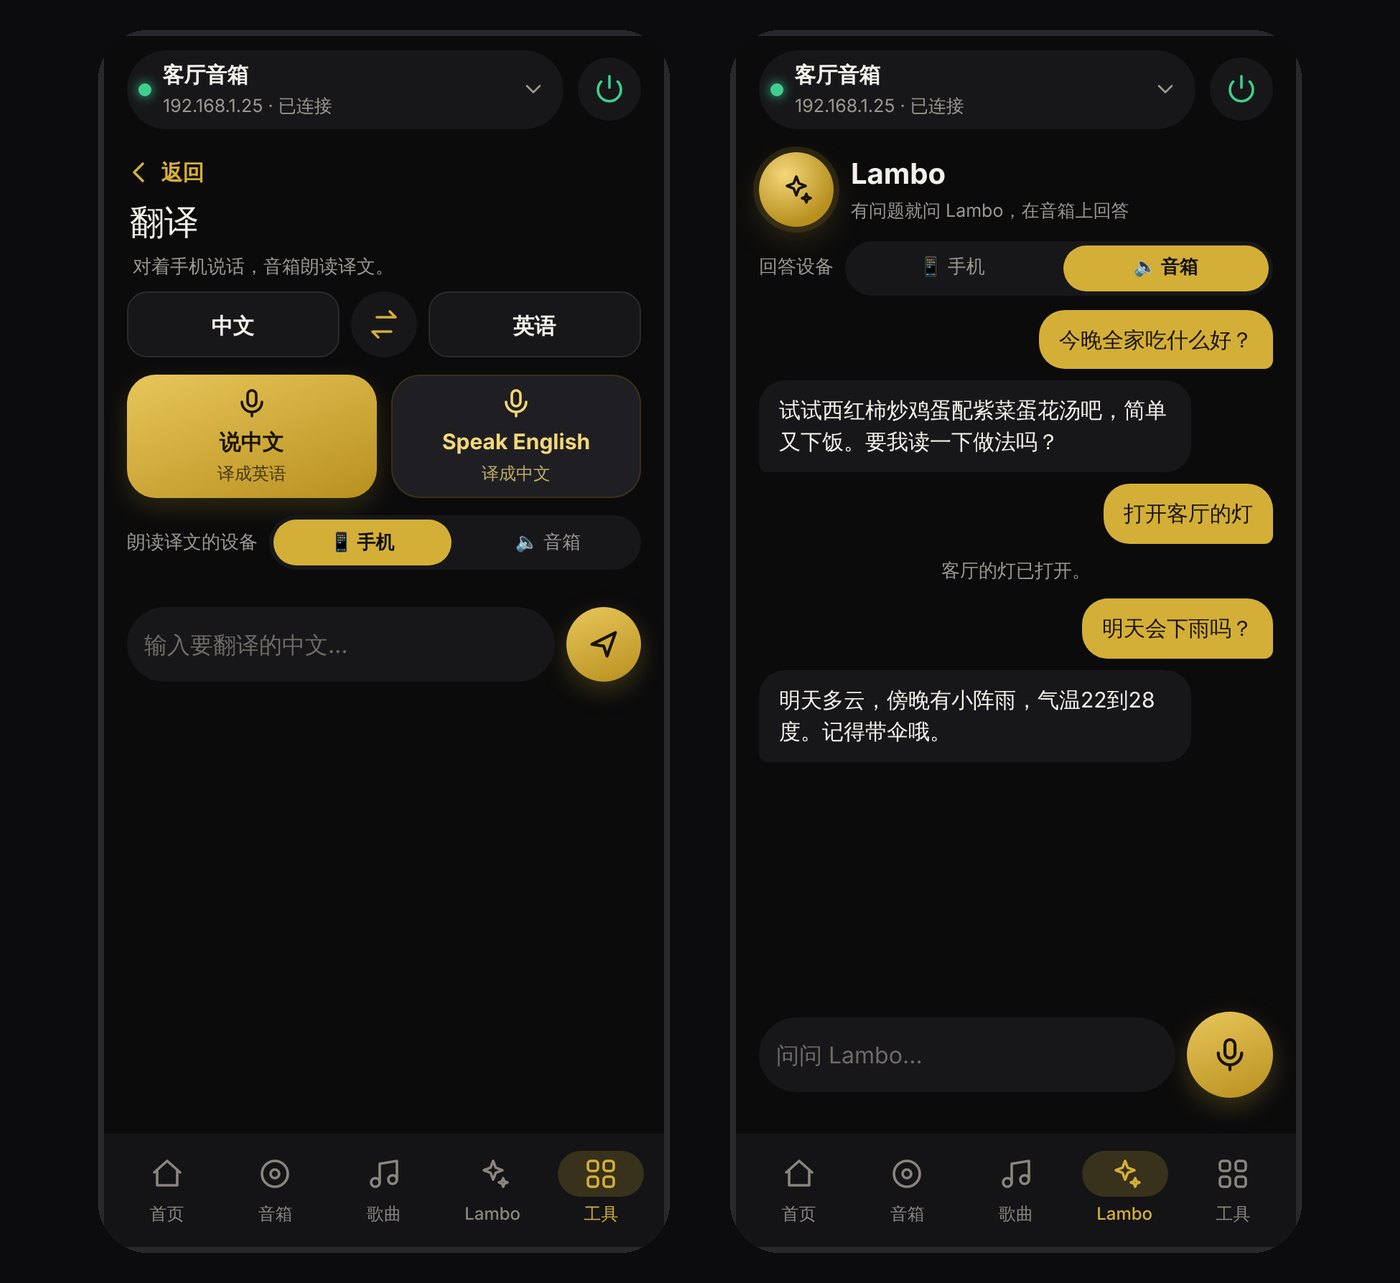 客厅音箱
192.168.1.25 · 已连接
返回
翻译
对着手机说话，音箱朗读译文。
中文
英语
说中文
译成英语
Speak English
译成中文
朗读译文的设备
手机
音箱
输入要翻译的中文...
首页
音箱
歌曲
Lambo
工具
客厅音箱
192.168.1.25 · 已连接
Lambo
有问题就问 Lambo，在音箱上回答
回答设备
手机
音箱
今晚全家吃什么好？
试试西红柿炒鸡蛋配紫菜蛋花汤吧，简单
又下饭。要我读一下做法吗？
打开客厅的灯
客厅的灯已打开。
明天会下雨吗？
明天多云，傍晚有小阵雨，气温22到28
度。记得带伞哦。
问问 Lambo...
首页
音箱
歌曲
Lambo
工具